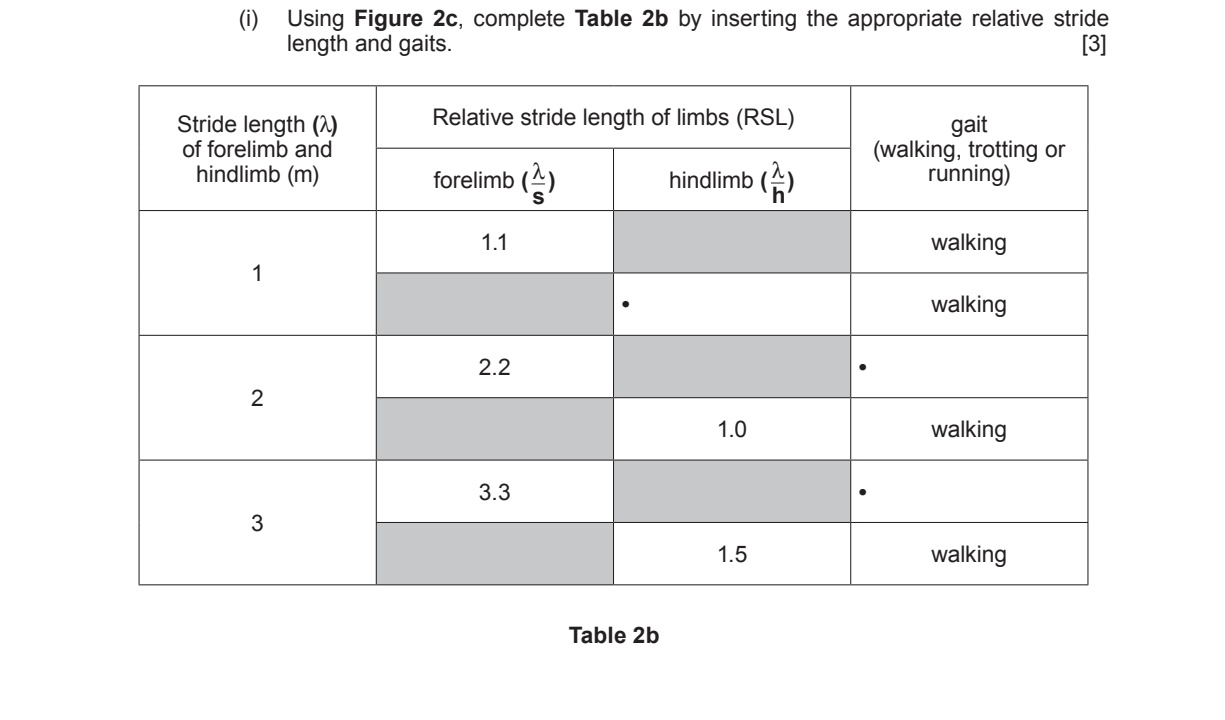 (i) Using Figure 2c, complete Table 2b by inserting the appropriate relative stride
length and gaits. [3]
Stride length (λ)
of forelimb and
hindlimb (m)
Relative stride length of limbs (RSL)
gait
(walking, trotting or
running)
forelimb (λ/s)
hindlimb (λ/h)
1
1.1
walking
•
walking
2
2.2
•
1.0
walking
3
3.3
•
1.5
walking
Table 2b